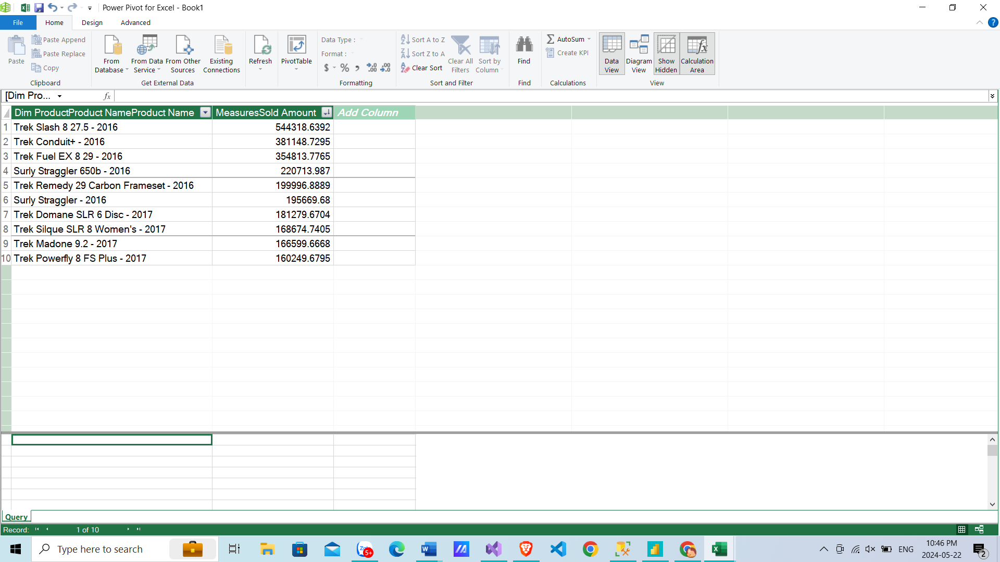 Power Pivot for Excel - Book1
File Home Design Advanced
Paste
Paste Append
Paste Replace
Copy
Clipboard
From Database
From Data Service
From Other Sources
Existing Connections
Get External Data
Refresh
PivotTable
Data Type :
Format :
$ % ,
Formatting
Sort A to Z
Sort Z to A
Clear Sort
Clear All Filters
Sort by Column
Sort and Filter
Find
Find
AutoSum
Create KPI
Calculations
Data View
Diagram View
Show Hidden
Calculation Area
View
[Dim Pro... fx
Dim ProductProduct NameProduct Name MeasuresSold Amount Add Column
1 Trek Slash 8 27.5 - 2016 544318.6392
2 Trek Conduit+ - 2016 381148.7295
3 Trek Fuel EX 8 29 - 2016 354813.7765
4 Surly Straggler 650b - 2016 220713.987
5 Trek Remedy 29 Carbon Frameset - 2016 199996.8889
6 Surly Straggler - 2016 195669.68
7 Trek Domane SLR 6 Disc - 2017 181279.6704
8 Trek Silque SLR 8 Women's - 2017 168674.7405
9 Trek Madone 9.2 - 2017 166599.6668
10 Trek Powerfly 8 FS Plus - 2017 160249.6795
Query
Record: 1 of 10
Type here to search
5+
ENG
10:46 PM
2024-05-22
2